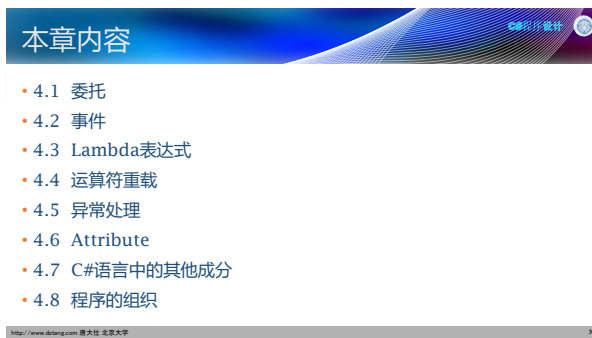 本章内容
C#程序设计
• 4.1 委托
• 4.2 事件
• 4.3 Lambda表达式
• 4.4 运算符重载
• 4.5 异常处理
• 4.6 Attribute
• 4.7 C#语言中的其他成分
• 4.8 程序的组织
http://www.dstang.com 唐大仕 北京大学